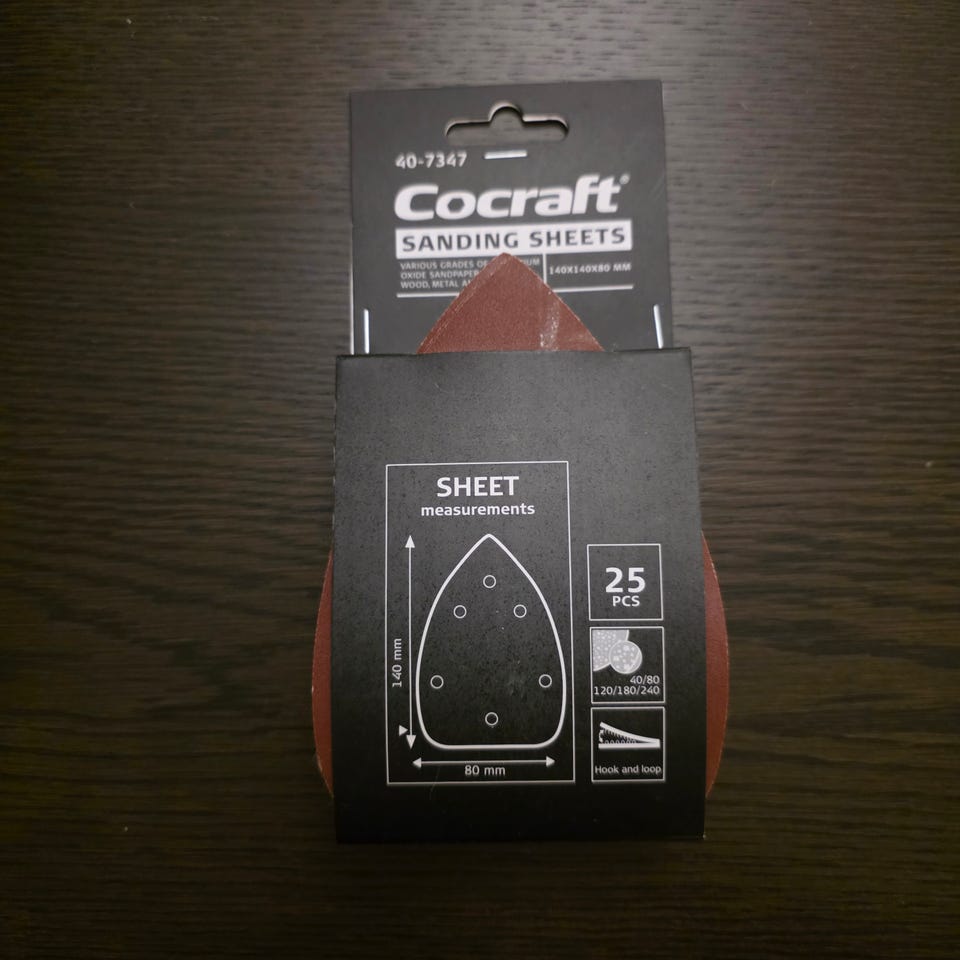 40-7347
Cocraft®
SANDING SHEETS
VARIOUS GRADES OF
OXIDE SANDPAPER
WOOD, METAL
140X140X80 MM
SHEET
measurements
140 mm
80 mm
25
PCS
40/80
120/180/240
Hook and loop